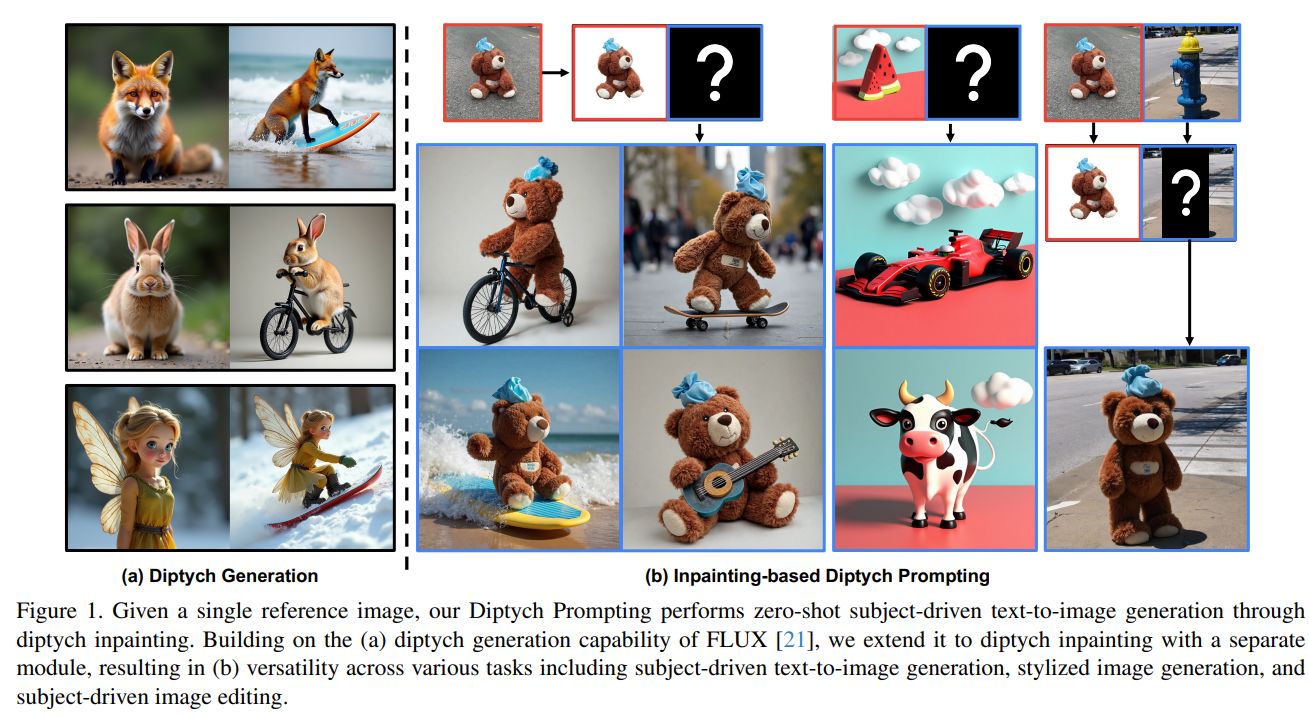 ?
?
?
(a) Diptych Generation
(b) Inpainting-based Diptych Prompting
Figure 1. Given a single reference image, our Diptych Prompting performs zero-shot subject-driven text-to-image generation through
diptych inpainting. Building on the (a) diptych generation capability of FLUX [21], we extend it to diptych inpainting with a separate
module, resulting in (b) versatility across various tasks including subject-driven text-to-image generation, stylized image generation, and
subject-driven image editing.